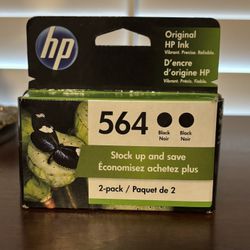 hp
Original
HP Ink
Vibrant. Precise. Reliable.
D'encre
d'origine HP
564
Black
Noir
Black
Noir
Stock up and save
Économisez achetez plus
2-pack / Paquet de 2